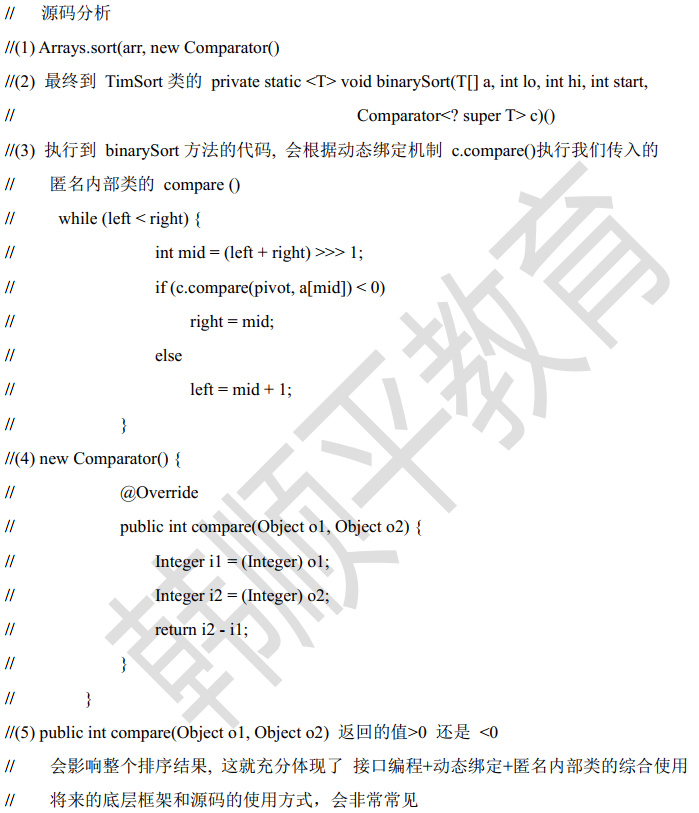 // 源码分析
//(1) Arrays.sort(arr, new Comparator()
//(2) 最终到 TimSort 类的 private static <T> void binarySort(T[] a, int lo, int hi, int start,
// Comparator<? super T> c)()
//(3) 执行到 binarySort 方法的代码, 会根据动态绑定机制 c.compare()执行我们传入的
// 匿名内部类的 compare ()
// while (left < right) {
// int mid = (left + right) >>> 1;
// if (c.compare(pivot, a[mid]) < 0)
// right = mid;
// else
// left = mid + 1;
// }
//(4) new Comparator() {
// @Override
// public int compare(Object o1, Object o2) {
// Integer i1 = (Integer) o1;
// Integer i2 = (Integer) o2;
// return i2 - i1;
// }
// }
//(5) public int compare(Object o1, Object o2) 返回的值>0 还是 <0
// 会影响整个排序结果, 这就充分体现了 接口编程+动态绑定+匿名内部类的综合使用
// 将来的底层框架和源码的使用方式，会非常常见
韩顺平教育